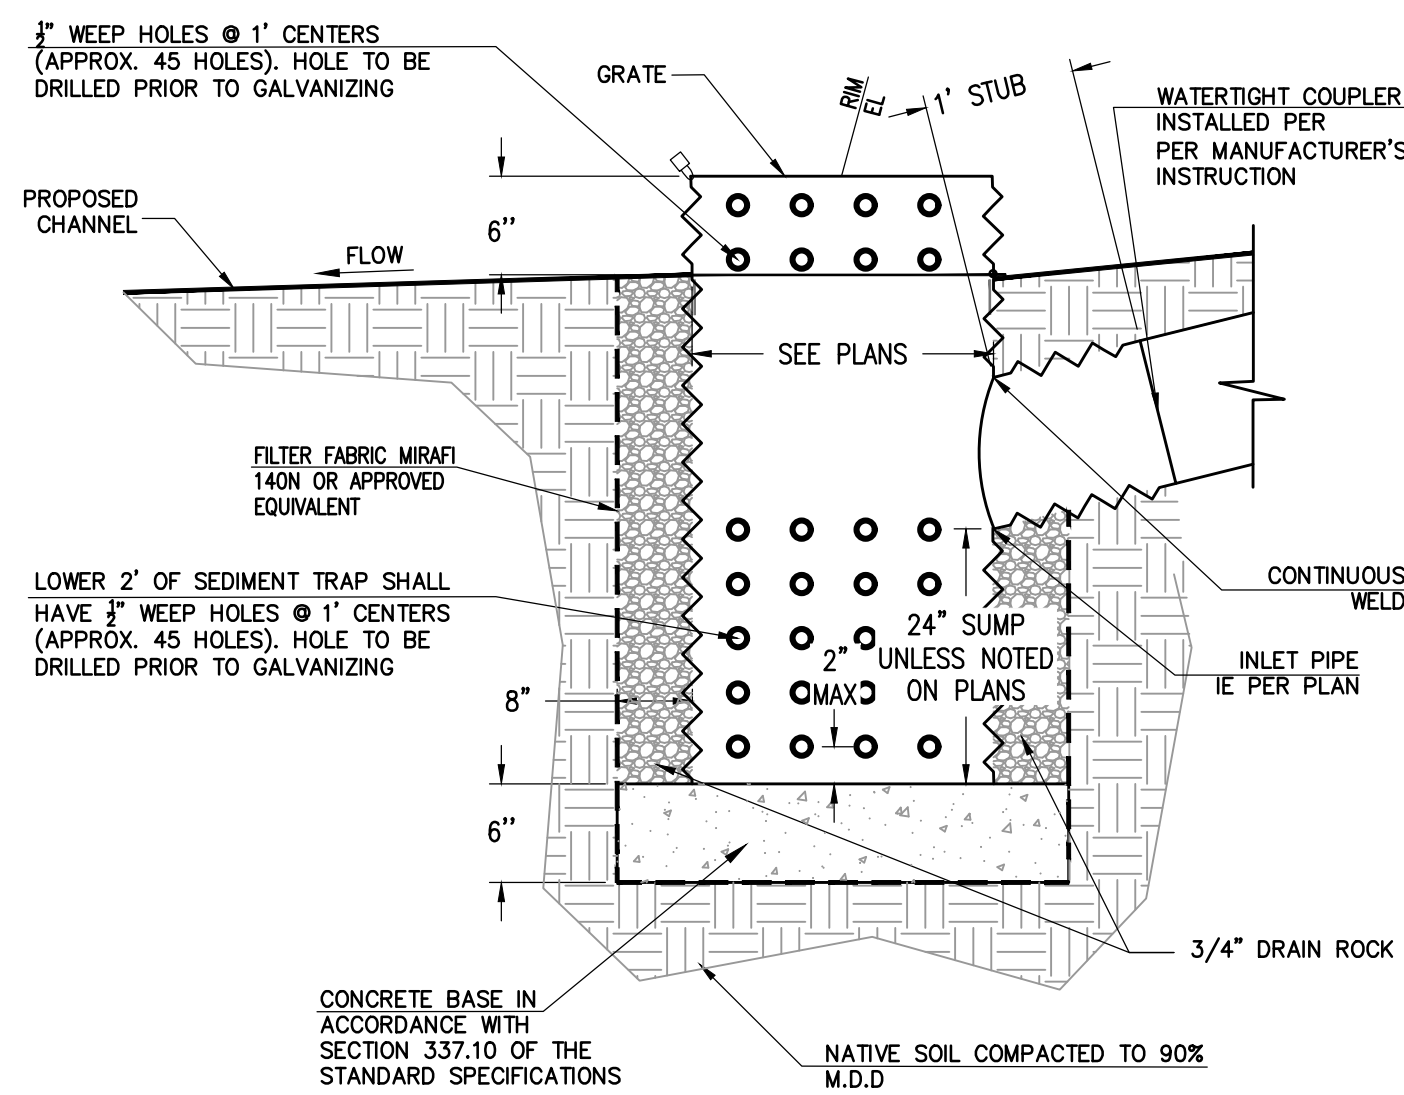 ½" WEEP HOLES @ 1' CENTERS
(APPROX. 45 HOLES). HOLE TO BE
DRILLED PRIOR TO GALVANIZING
GRATE
RIM
EL
1' STUB
WATERTIGHT COUPLER
INSTALLED PER
PER MANUFACTURER'S
INSTRUCTION
PROPOSED
CHANNEL
FLOW
6''
SEE PLANS
FILTER FABRIC MIRAFI
140N OR APPROVED
EQUIVALENT
LOWER 2' OF SEDIMENT TRAP SHALL
HAVE ½" WEEP HOLES @ 1' CENTERS
(APPROX. 45 HOLES). HOLE TO BE
DRILLED PRIOR TO GALVANIZING
CONTINUOUS
WELD
24" SUMP
UNLESS NOTED
ON PLANS
2"
MAX
INLET PIPE
IE PER PLAN
8"
6''
3/4" DRAIN ROCK
CONCRETE BASE IN
ACCORDANCE WITH
SECTION 337.10 OF THE
STANDARD SPECIFICATIONS
NATIVE SOIL COMPACTED TO 90%
M.D.D